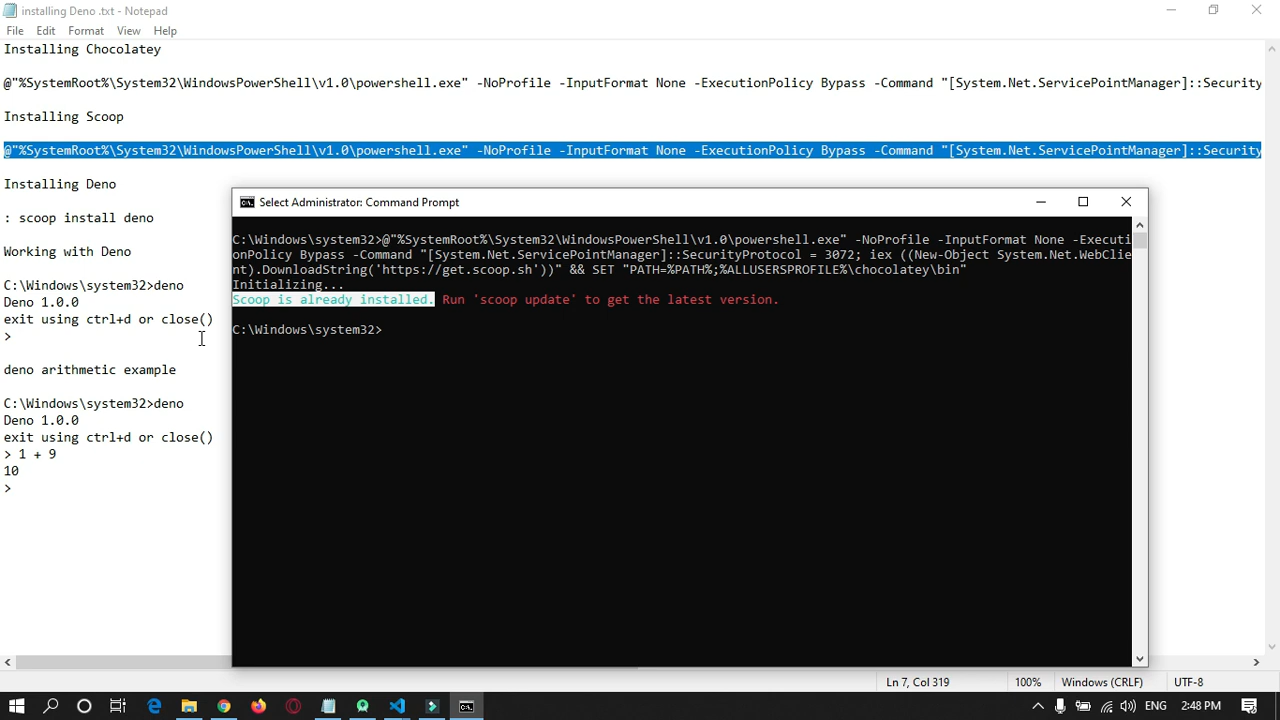 installing Deno .txt - Notepad
File Edit Format View Help
Installing Chocolatey
@"%SystemRoot%\System32\WindowsPowerShell\v1.0\powershell.exe" -NoProfile -InputFormat None -ExecutionPolicy Bypass -Command "[System.Net.ServicePointManager]::Security
Installing Scoop
@"%SystemRoot%\System32\WindowsPowerShell\v1.0\powershell.exe" -NoProfile -InputFormat None -ExecutionPolicy Bypass -Command "[System.Net.ServicePointManager]::Security
Installing Deno
: scoop install deno
Working with Deno
C:\Windows\system32>deno
Deno 1.0.0
exit using ctrl+d or close()
>
deno arithmetic example
C:\Windows\system32>deno
Deno 1.0.0
exit using ctrl+d or close()
> 1 + 9
10
>
Select Administrator: Command Prompt
C:\Windows\system32>@"%SystemRoot%\System32\WindowsPowerShell\v1.0\powershell.exe" -NoProfile -InputFormat None -Executi
onPolicy Bypass -Command "[System.Net.ServicePointManager]::SecurityProtocol = 3072; iex ((New-Object System.Net.WebClie
nt).DownloadString('https://get.scoop.sh'))" && SET "PATH=%PATH%;%ALLUSERSPROFILE%\chocolatey\bin"
Initializing...
Scoop is already installed. Run 'scoop update' to get the latest version.
C:\Windows\system32>
Ln 7, Col 319 100% Windows (CRLF) UTF-8
ENG 2:48 PM